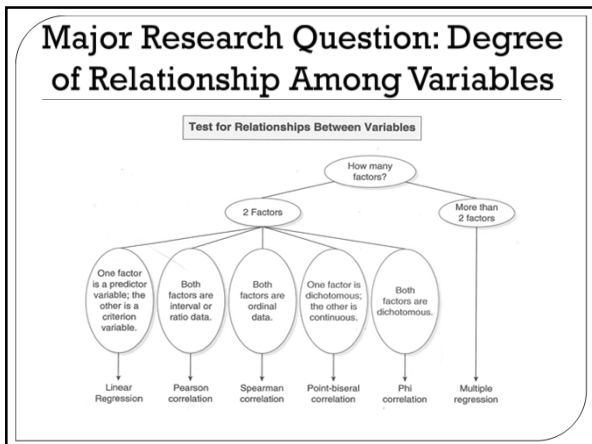 Major Research Question: Degree
of Relationship Among Variables
Test for Relationships Between Variables
How many
factors?
2 Factors
More than
2 factors
One factor
is a predictor
variable; the
other is a
criterion
variable.
Both
factors are
interval or
ratio data.
Both
factors are
ordinal
data.
One factor is
dichotomous;
the other is
continuous.
Both
factors are
dichotomous.
Linear
Regression
Pearson
correlation
Spearman
correlation
Point-biseral
correlation
Phi
correlation
Multiple
regression